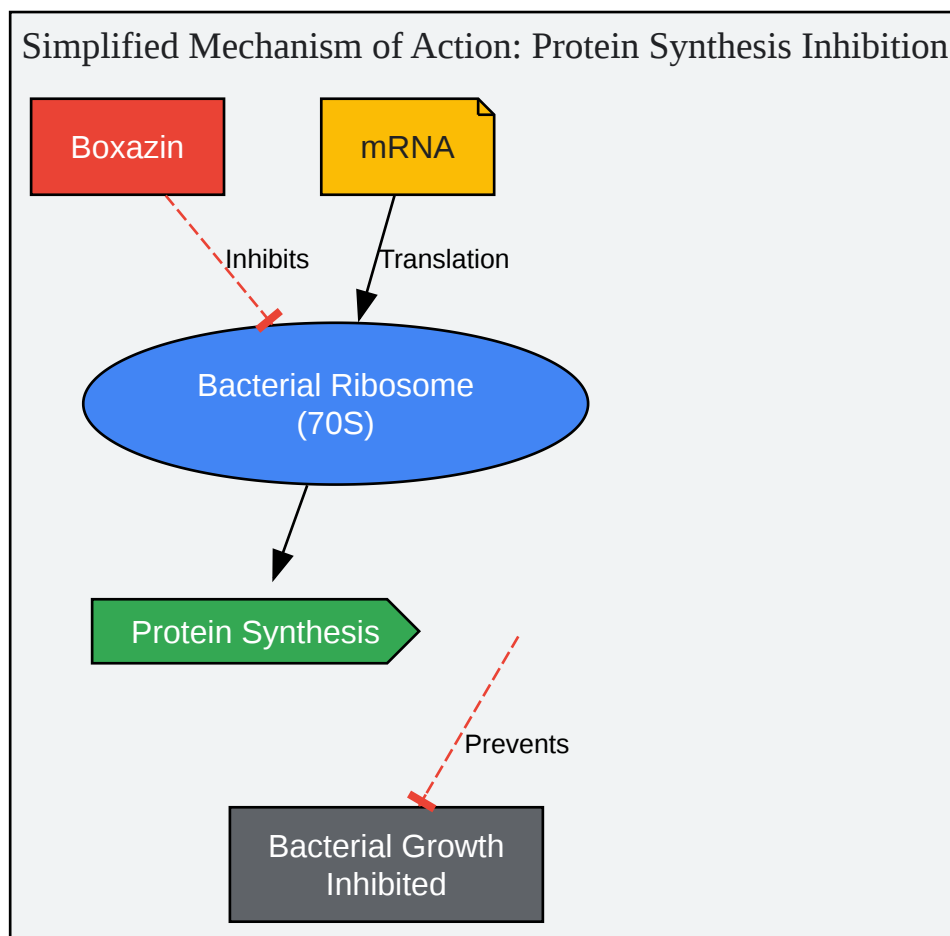 Simplified Mechanism of Action: Protein Synthesis Inhibition
Boxazin
mRNA
Inhibits
Translation
Bacterial Ribosome
(70S)
Protein Synthesis
Prevents
Bacterial Growth
Inhibited